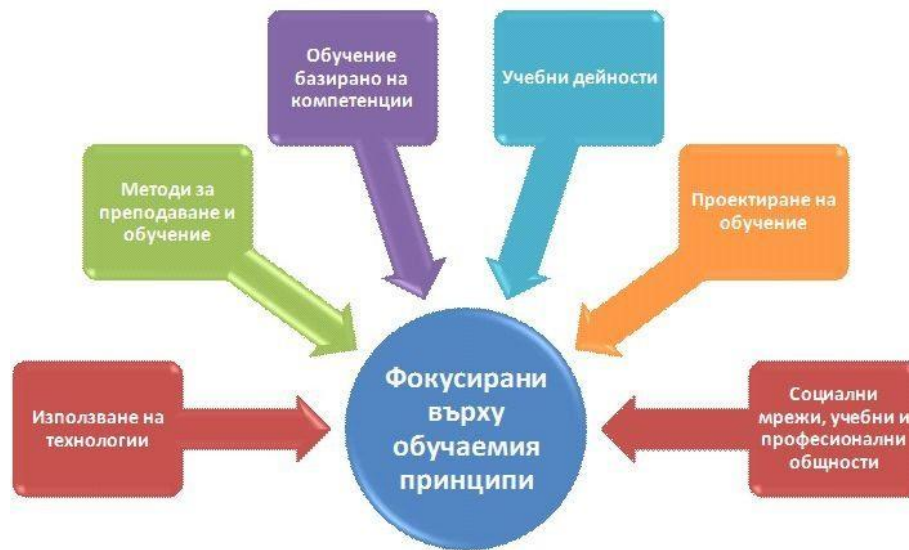 Обучение
базирано на
компетенции
Учебни дейности
Методи за
преподаване и
обучение
Проектиране на
обучение
Използване на
технологии
Фокусирани
върху
обучаемия
принципи
Социални
мрежи, учебни и
професионални
общности